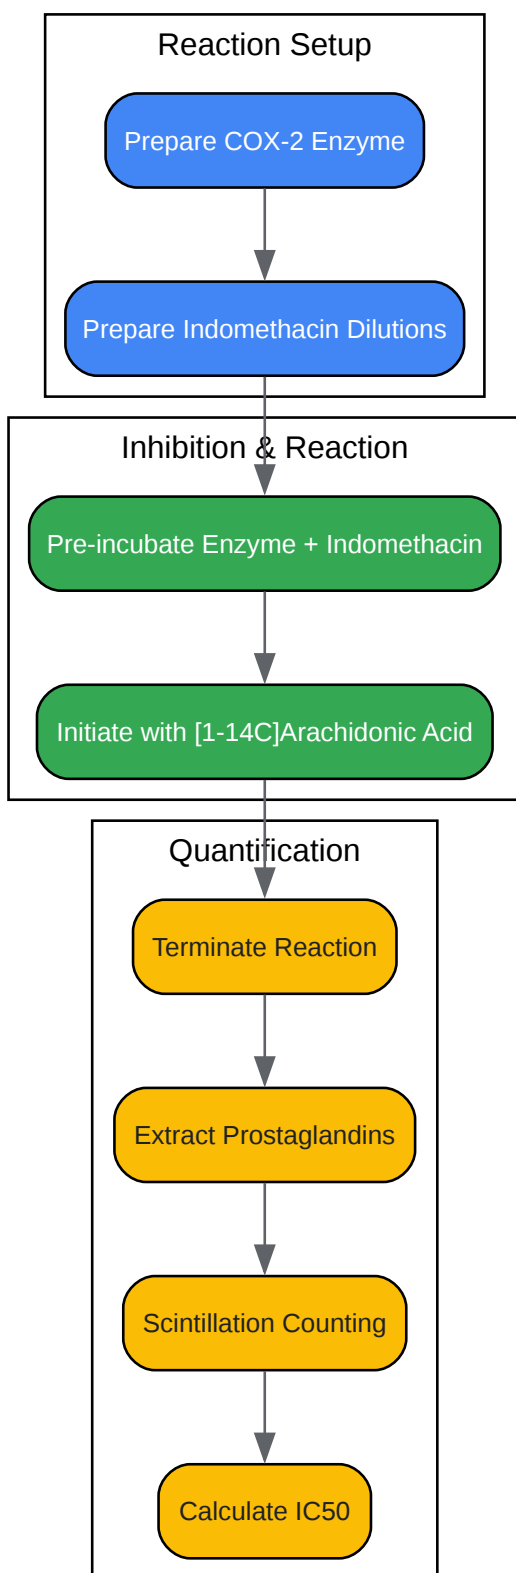 Reaction Setup
Prepare COX-2 Enzyme
Prepare Indomethacin Dilutions
Inhibition & Reaction
Pre-incubate Enzyme + Indomethacin
Initiate with [1-14C]Arachidonic Acid
Quantification
Terminate Reaction
Extract Prostaglandins
Scintillation Counting
Calculate IC50